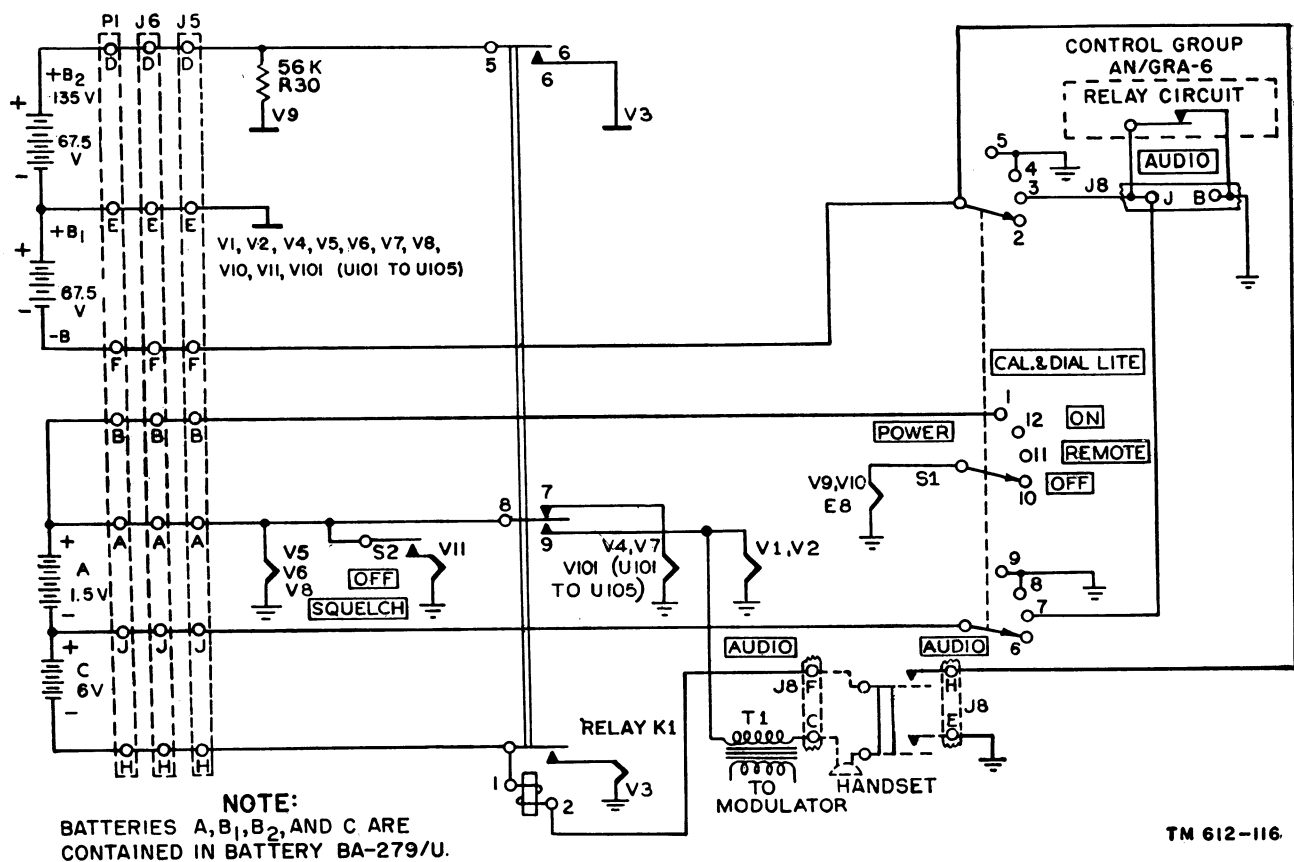 P1 J6 J5
D D D
+B2
135 V
+
67.5
V
-
56 K
R30
V9
5
6
6
V3
CONTROL GROUP
AN/GRA-6
RELAY CIRCUIT
AUDIO
5
4
3
2
J8
J
B
E E E
+B1
+
67.5
V
-
-B
V1, V2, V4, V5, V6, V7, V8,
V10, V11, V101 (U101 TO U105)
F F F
CAL.&DIAL LITE
B B B
1
12
ON
11
REMOTE
10
OFF
POWER
S1
V9,V10
E8
A A A
+
A
1.5V
-
V5
V6
V8
S2
OFF
SQUELCH
V11
8
7
9
V4, V7
V101 (U101
TO U105)
V1, V2
9
8
7
6
J J J
+
C
6V
-
AUDIO
AUDIO
J8
F
C
H
E
J8
T1
TO
MODULATOR
HANDSET
RELAY K1
H H H
1
2
V3
NOTE:
BATTERIES A,B1,B2,AND C ARE
CONTAINED IN BATTERY BA-279/U.
TM 612-116